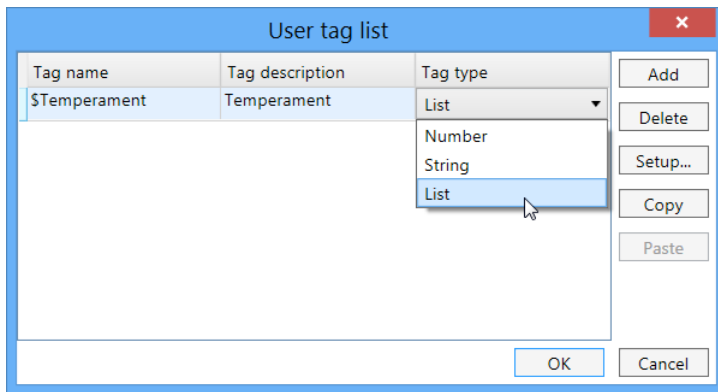 User tag list
Tag name Tag description Tag type
$Temperament Temperament List
Number
String
List
Add
Delete
Setup...
Copy
Paste
OK Cancel